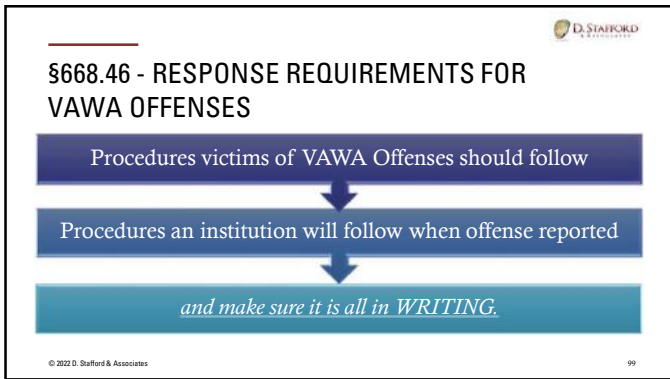 D. STAFFORD
& ASSOCIATES
§668.46 - RESPONSE REQUIREMENTS FOR
VAWA OFFENSES
Procedures victims of VAWA Offenses should follow
Procedures an institution will follow when offense reported
and make sure it is all in WRITING.
© 2022 D. Stafford & Associates
99